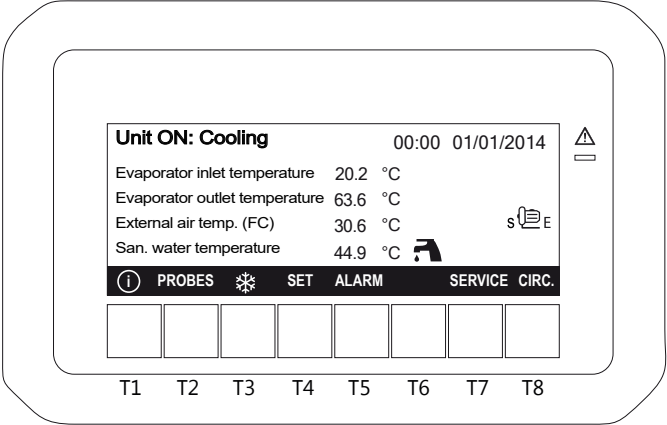 Unit ON: Cooling 00:00 01/01/2014
Evaporator inlet temperature 20.2 °C
Evaporator outlet temperature 63.6 °C
External air temp. (FC) 30.6 °C
S E
San. water temperature 44.9 °C
i PROBES SET ALARM SERVICE CIRC.
T1 T2 T3 T4 T5 T6 T7 T8